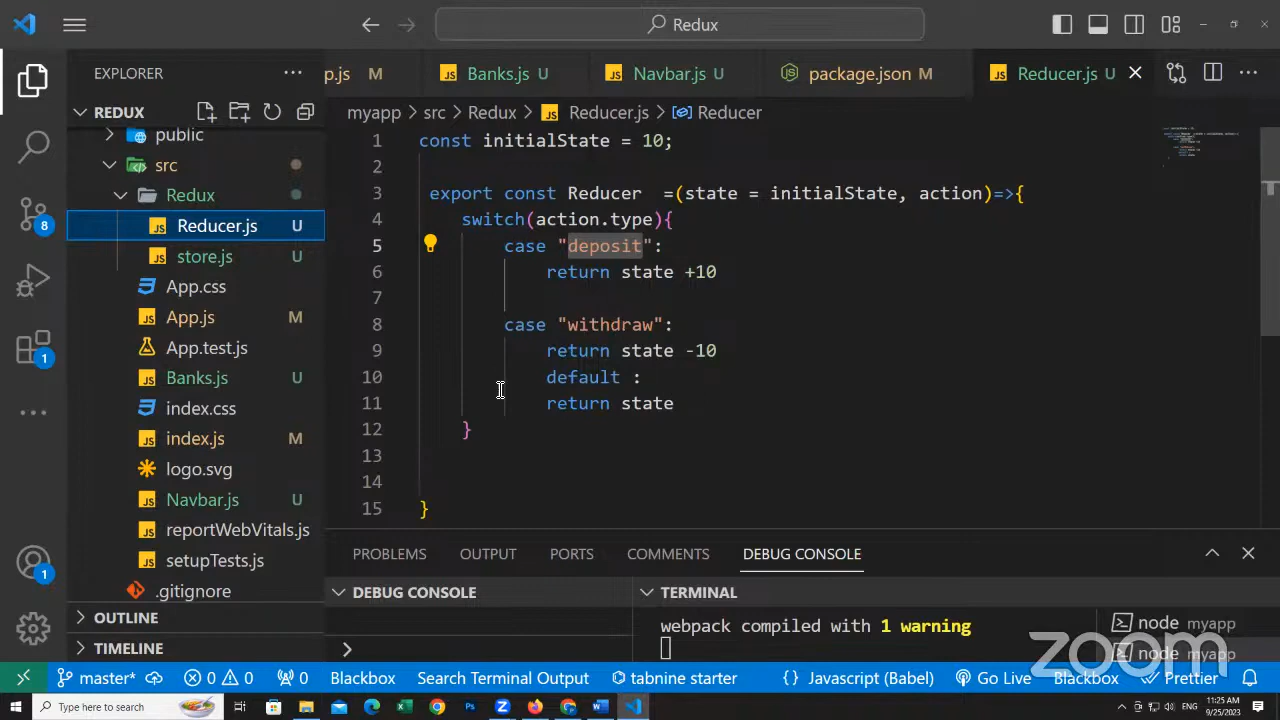 Redux
EXPLORER
p.js M
Banks.js U
Navbar.js U
package.json M
Reducer.js U
REDUX
myapp > src > Redux > Reducer.js > Reducer
public
src
Redux
Reducer.js U
store.js U
App.css
App.js M
App.test.js
Banks.js U
index.css
index.js M
logo.svg
Navbar.js U
reportWebVitals.js
setupTests.js
.gitignore
OUTLINE
TIMELINE
8
1
1
1 const initialState = 10;
2
3 export const Reducer =(state = initialState, action)=>{
4 switch(action.type){
5 case "deposit":
6 return state +10
7
8 case "withdraw":
9 return state -10
10 default :
11 return state
12 }
13
14
15 }
PROBLEMS OUTPUT PORTS COMMENTS DEBUG CONSOLE
DEBUG CONSOLE
TERMINAL
webpack compiled with 1 warning
node myapp
node myapp
zoom
master* 0 0 0 Blackbox Search Terminal Output tabnine starter {} Javascript (Babel) Go Live Blackbox Prettier
Type here to search
ENG
11:25 AM
9/25/2023